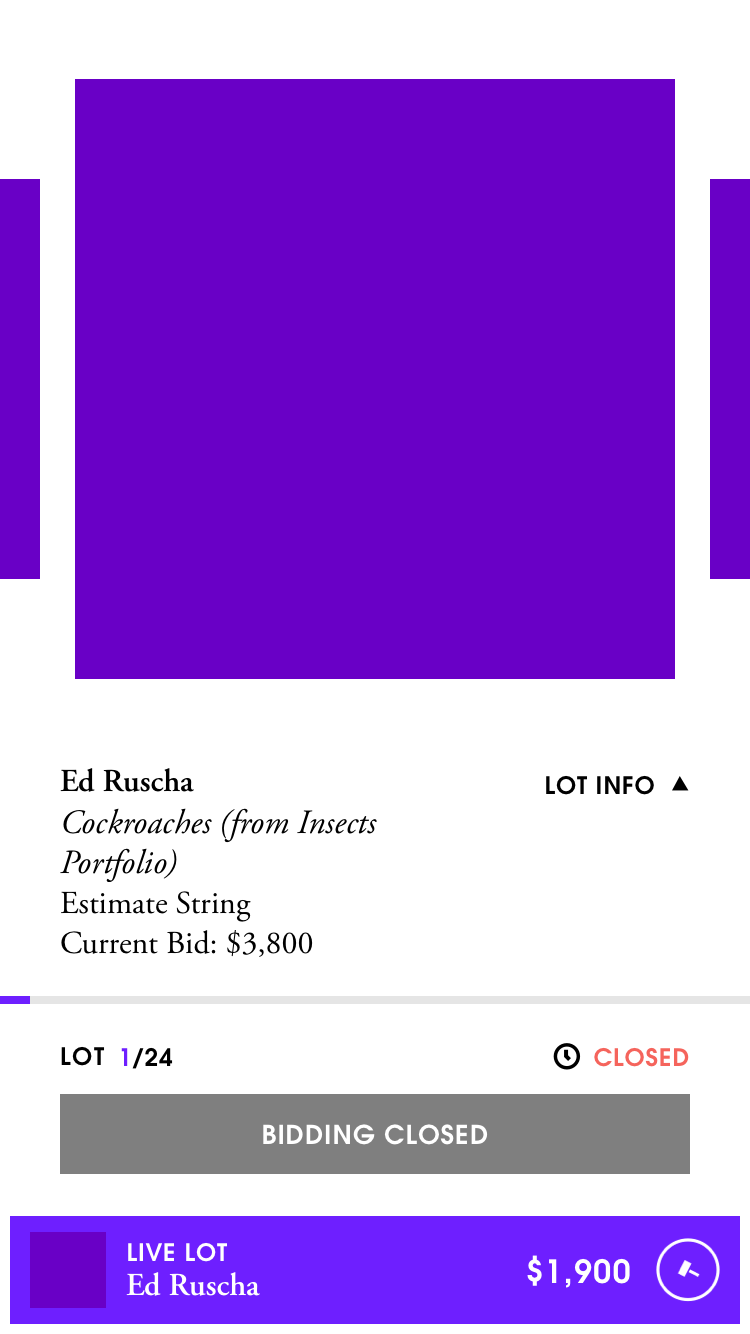 Ed Ruscha
LOT INFO
Cockroaches (from Insects
Portfolio)
Estimate String
Current Bid: $3,800
LOT 1/24
CLOSED
BIDDING CLOSED
LIVE LOT
Ed Ruscha
$1,900